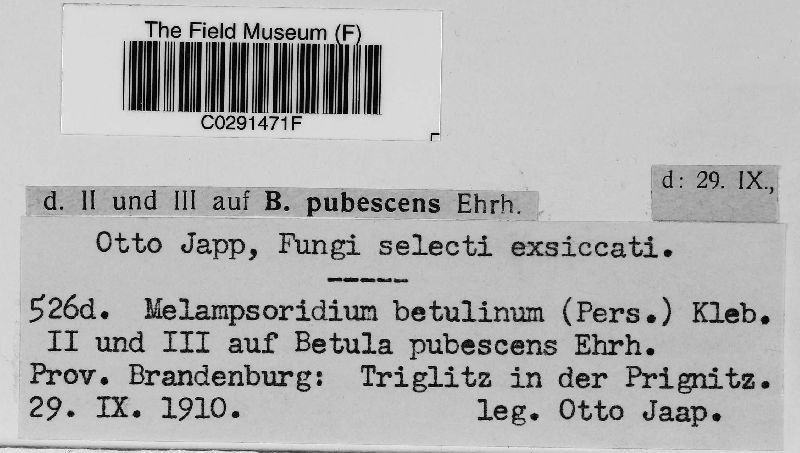 The Field Museum (F)
C0291471F
d: 29. IX.,
d. II und III auf B. pubescens Ehrh.
Otto Japp, Fungi selecti exsiccati.
526d. Melampsoridium betulinum (Pers.) Kleb.
II und III auf Betula pubescens Ehrh.
Prov. Brandenburg: Triglitz in der Prignitz.
29. IX. 1910. leg. Otto Jaap.